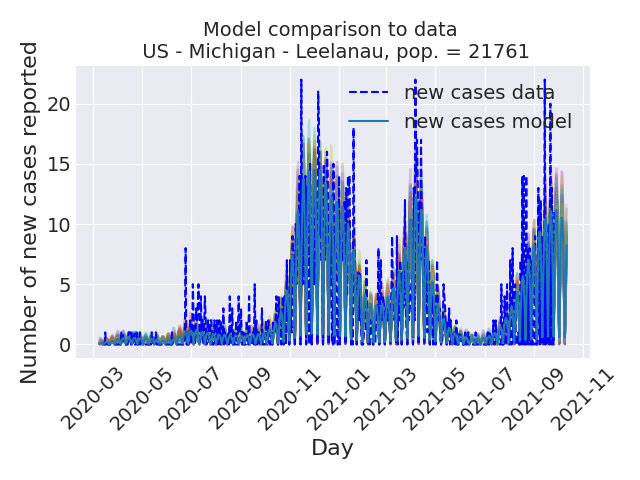 Model comparison to data
US - Michigan - Leelanau, pop. = 21761
Number of new cases reported
20
15
10
5
0
new cases data
new cases model
2020-03
2020-05
2020-07
2020-09
2020-11
2021-01
2021-03
2021-05
2021-07
2021-09
2021-11
Day